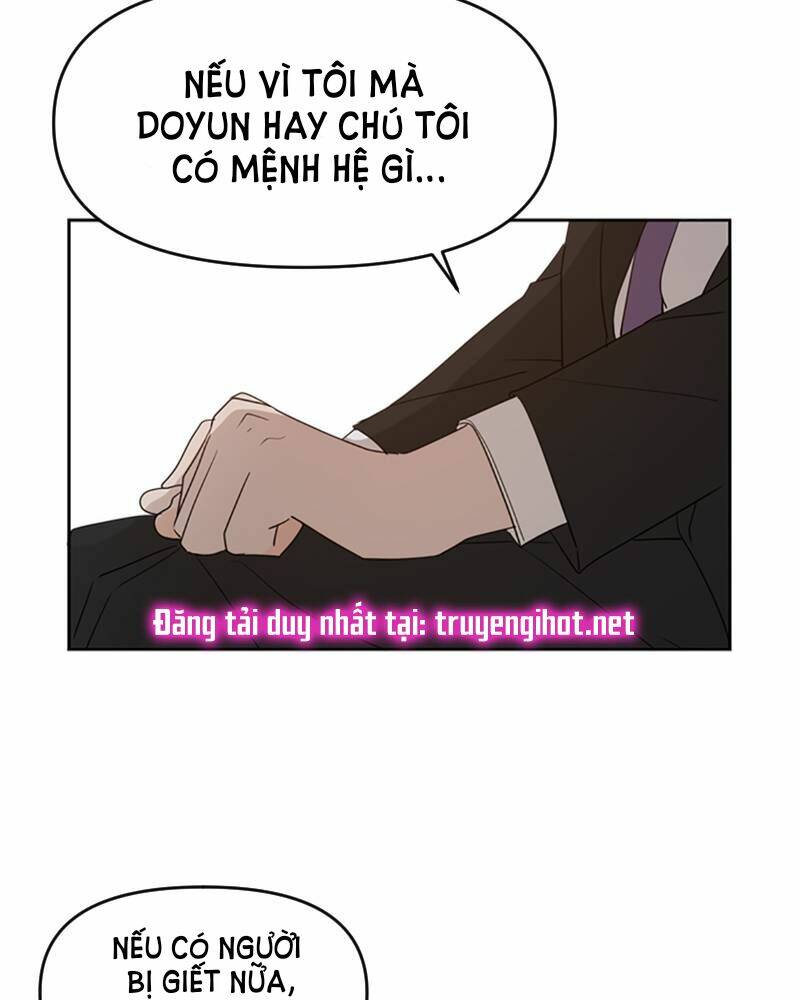 NẾU VÌ TÔI MÀ
DOYUN HAY CHÚ TÔI
CÓ MỆNH HỆ GÌ...
Đăng tải duy nhất tại: truyengihot.net
NẾU CÓ NGƯỜI
BỊ GIẾT NỮA,